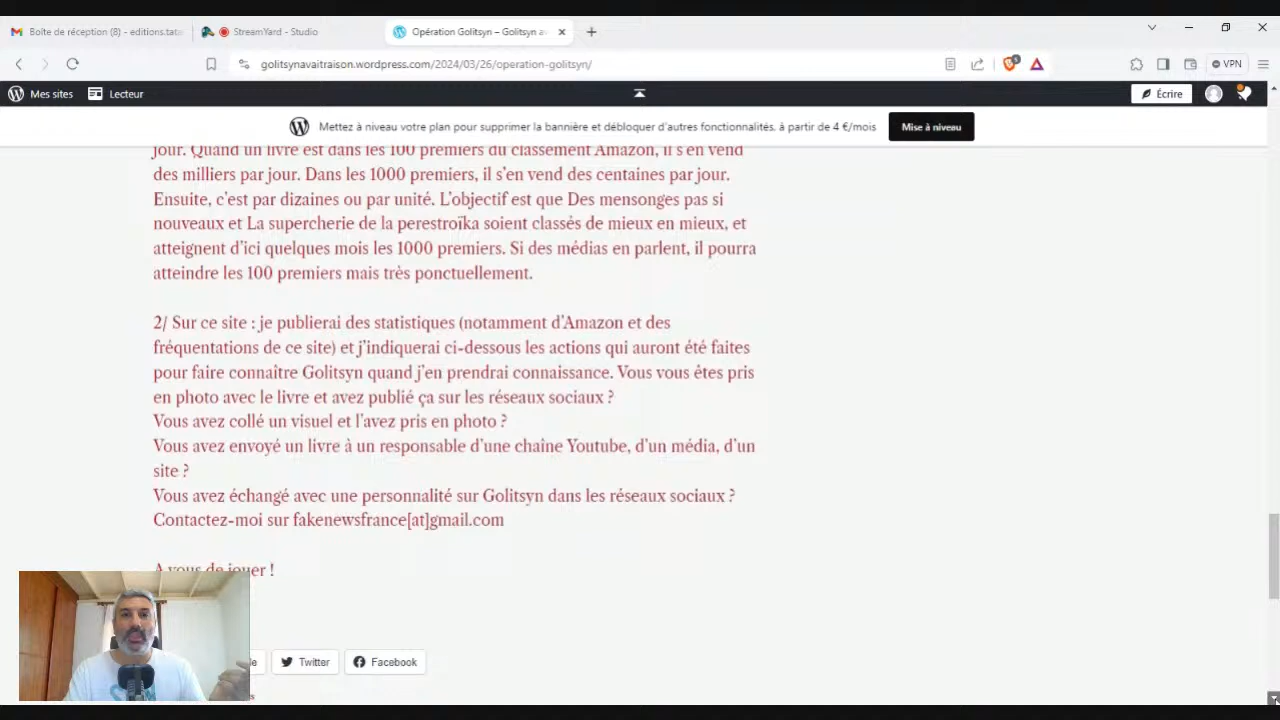 Boîte de réception (8) - editions.tata
StreamYard - Studio
Opération Golitsyn – Golitsyn av
golitsynavaitraison.wordpress.com/2024/03/26/operation-golitsyn/
VPN
Mes sites
Lecteur
Écrire
Mettez à niveau votre plan pour supprimer la bannière et débloquer d'autres fonctionnalités. à partir de 4 €/mois
Mise à niveau
jour. Quand un livre est dans les 100 premiers du classement Amazon, il s'en vend
des milliers par jour. Dans les 1000 premiers, il s'en vend des centaines par jour.
Ensuite, c'est par dizaines ou par unité. L'objectif est que Des mensonges pas si
nouveaux et La supercherie de la perestroïka soient classés de mieux en mieux, et
atteignent d'ici quelques mois les 1000 premiers. Si des médias en parlent, il pourra
atteindre les 100 premiers mais très ponctuellement.
2/ Sur ce site : je publierai des statistiques (notamment d'Amazon et des
fréquentations de ce site) et j'indiquerai ci-dessous les actions qui auront été faites
pour faire connaître Golitsyn quand j'en prendrai connaissance. Vous vous êtes pris
en photo avec le livre et avez publié ça sur les réseaux sociaux ?
Vous avez collé un visuel et l'avez pris en photo ?
Vous avez envoyé un livre à un responsable d'une chaîne Youtube, d'un média, d'un
site ?
Vous avez échangé avec une personnalité sur Golitsyn dans les réseaux sociaux ?
Contactez-moi sur fakenewsfrance[at]gmail.com
A vous de jouer !
Twitter
Facebook